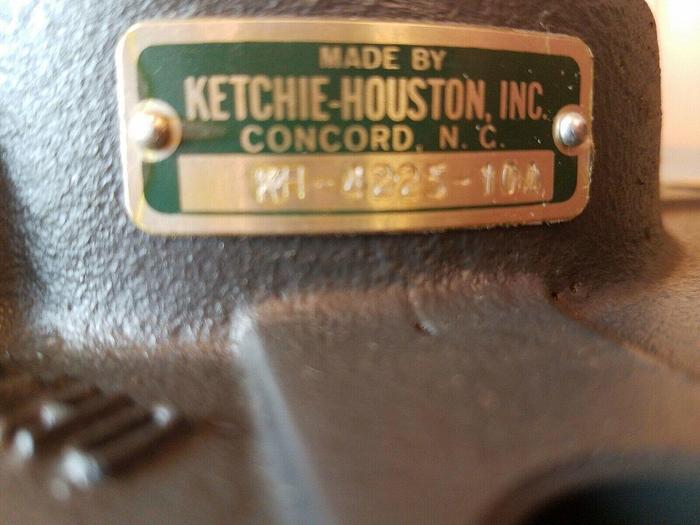 MADE BY
KETCHIE-HOUSTON, INC.
CONCORD, N. C.
KH-4225-10A